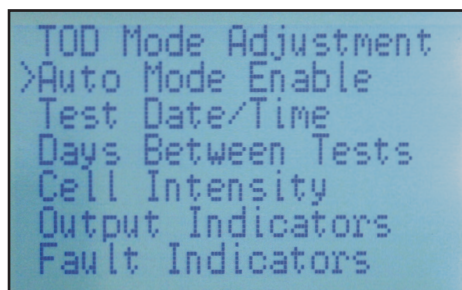 TOD Mode Adjustment
>Auto Mode Enable
Test Date/Time
Days Between Tests
Cell Intensity
Output Indicators
Fault Indicators